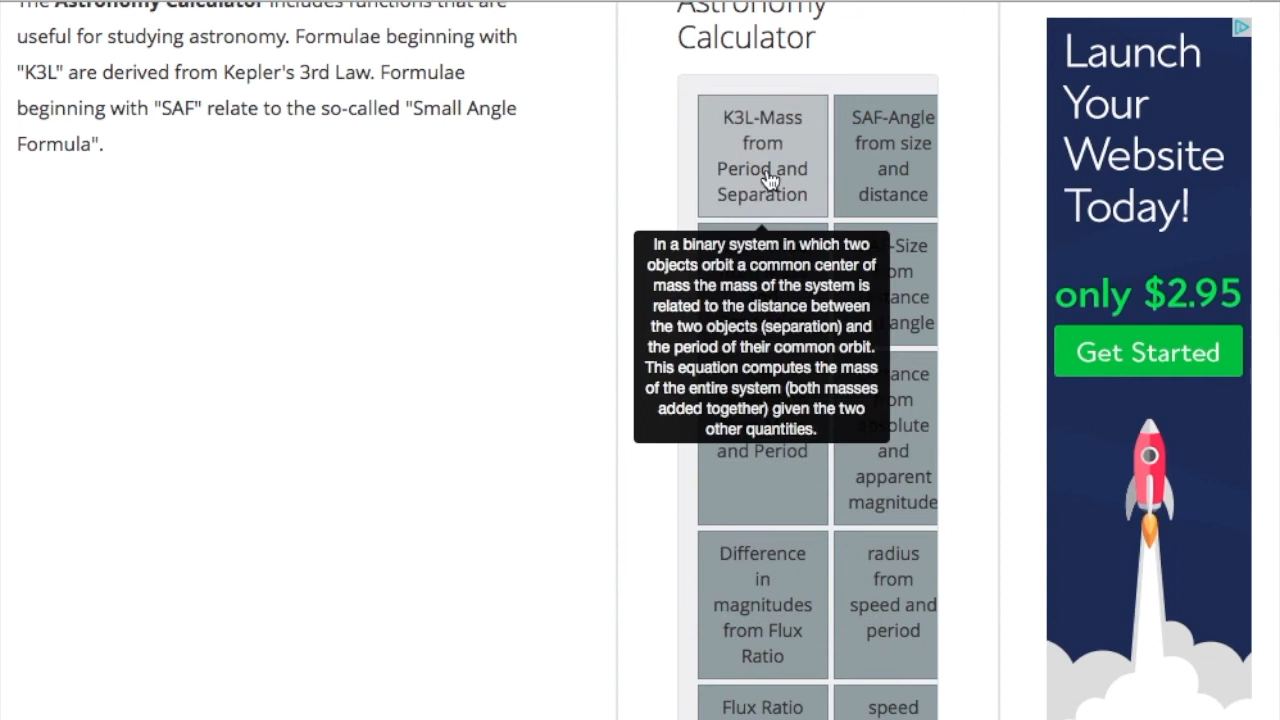 The Astronomy Calculator includes functions that are
useful for studying astronomy. Formulae beginning with
"K3L" are derived from Kepler's 3rd Law. Formulae
beginning with "SAF" relate to the so-called "Small Angle
Formula".
Astronomy
Calculator
K3L-Mass
from
Period and
Separation
SAF-Angle
from size
and
distance
In a binary system in which two
objects orbit a common center of
mass the mass of the system is
related to the distance between
the two objects (separation) and
the period of their common orbit.
This equation computes the mass
of the entire system (both masses
added together) given the two
other quantities.
-Size
angle
and Period
and
apparent
magnitude
Difference
in
magnitudes
from Flux
Ratio
radius
from
speed and
period
Flux Ratio
speed
Launch
Your
Website
Today!
only $2.95
Get Started